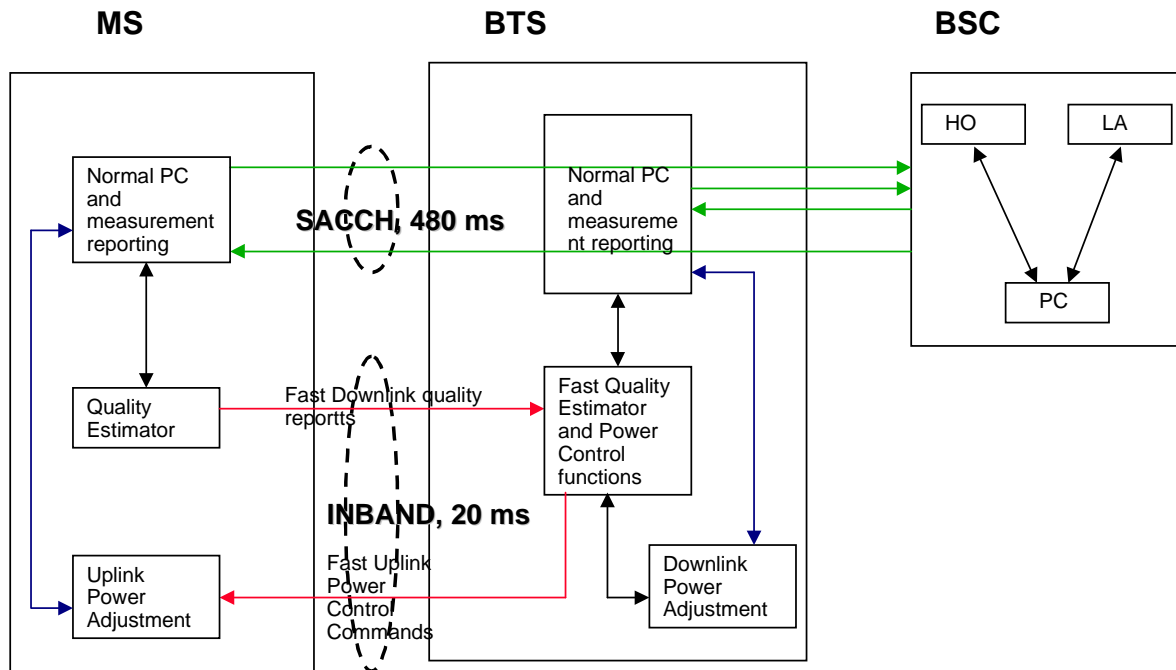 MS
BTS
BSC
HO
LA
PC
Normal PC
and
measurement
reporting
SACCH, 480 ms
Normal PC
and
measureme
nt reporting
Quality
Estimator
Fast Downlink quality
reportts
Fast Quality
Estimator
and Power
Control
functions
INBAND, 20 ms
Uplink
Power
Adjustment
Fast Uplink
Power
Control
Commands
Downlink
Power
Adjustment